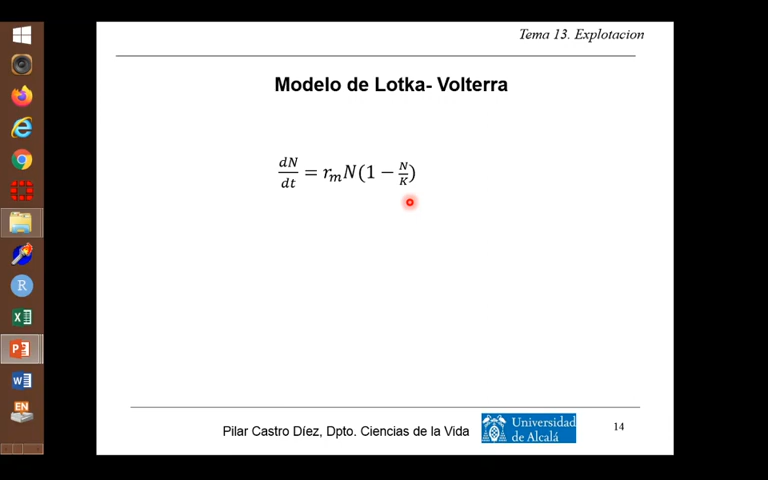 Tema 13. Explotacion
Modelo de Lotka- Volterra
dN/dt = r_m N(1 − N/K)
Pilar Castro Díez, Dpto. Ciencias de la Vida
Universidad
de Alcalá
14
R
X
P
W
EN